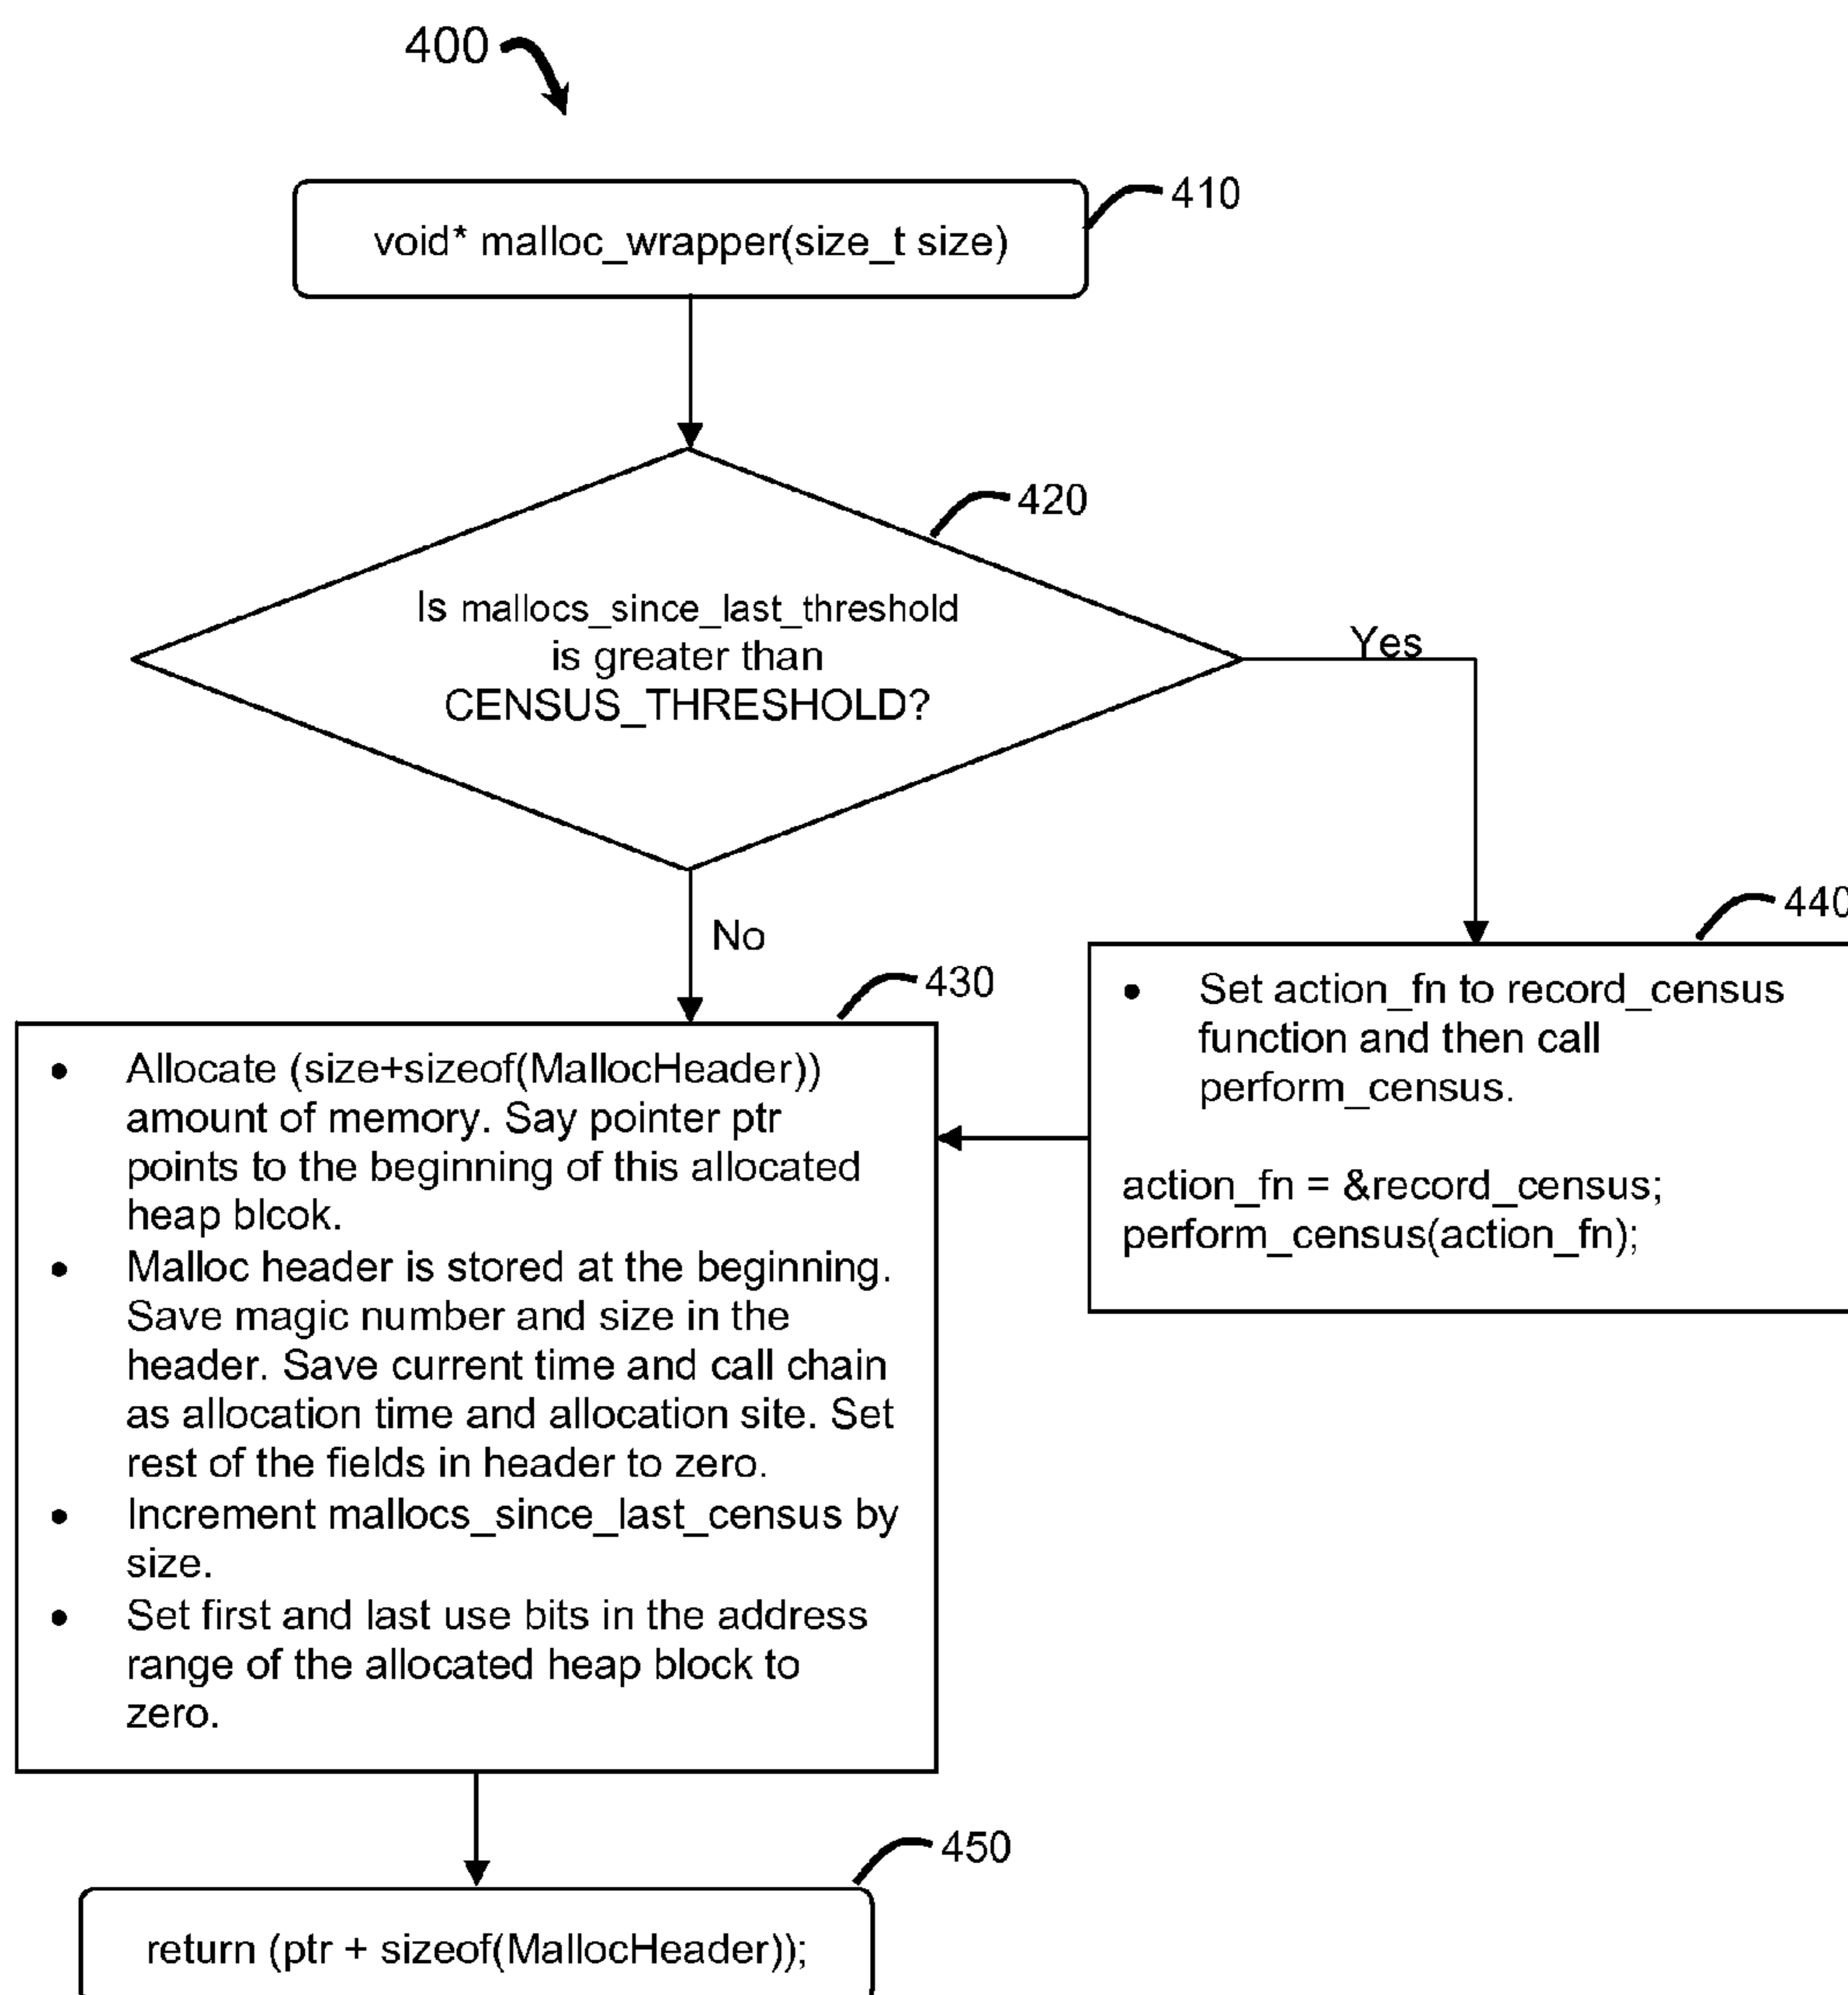 400
void* malloc_wrapper(size_t size)
410
420
Is mallocs_since_last_threshold
is greater than
CENSUS_THRESHOLD?
Yes
No
430
440
• Allocate (size+sizeof(MallocHeader))
amount of memory. Say pointer ptr
points to the beginning of this allocated
heap blcok.
• Malloc header is stored at the beginning.
Save magic number and size in the
header. Save current time and call chain
as allocation time and allocation site. Set
rest of the fields in header to zero.
• Increment mallocs_since_last_census by
size.
• Set first and last use bits in the address
range of the allocated heap block to
zero.
• Set action_fn to record_census
function and then call
perform_census.
action_fn = &record_census;
perform_census(action_fn);
450
return (ptr + sizeof(MallocHeader));